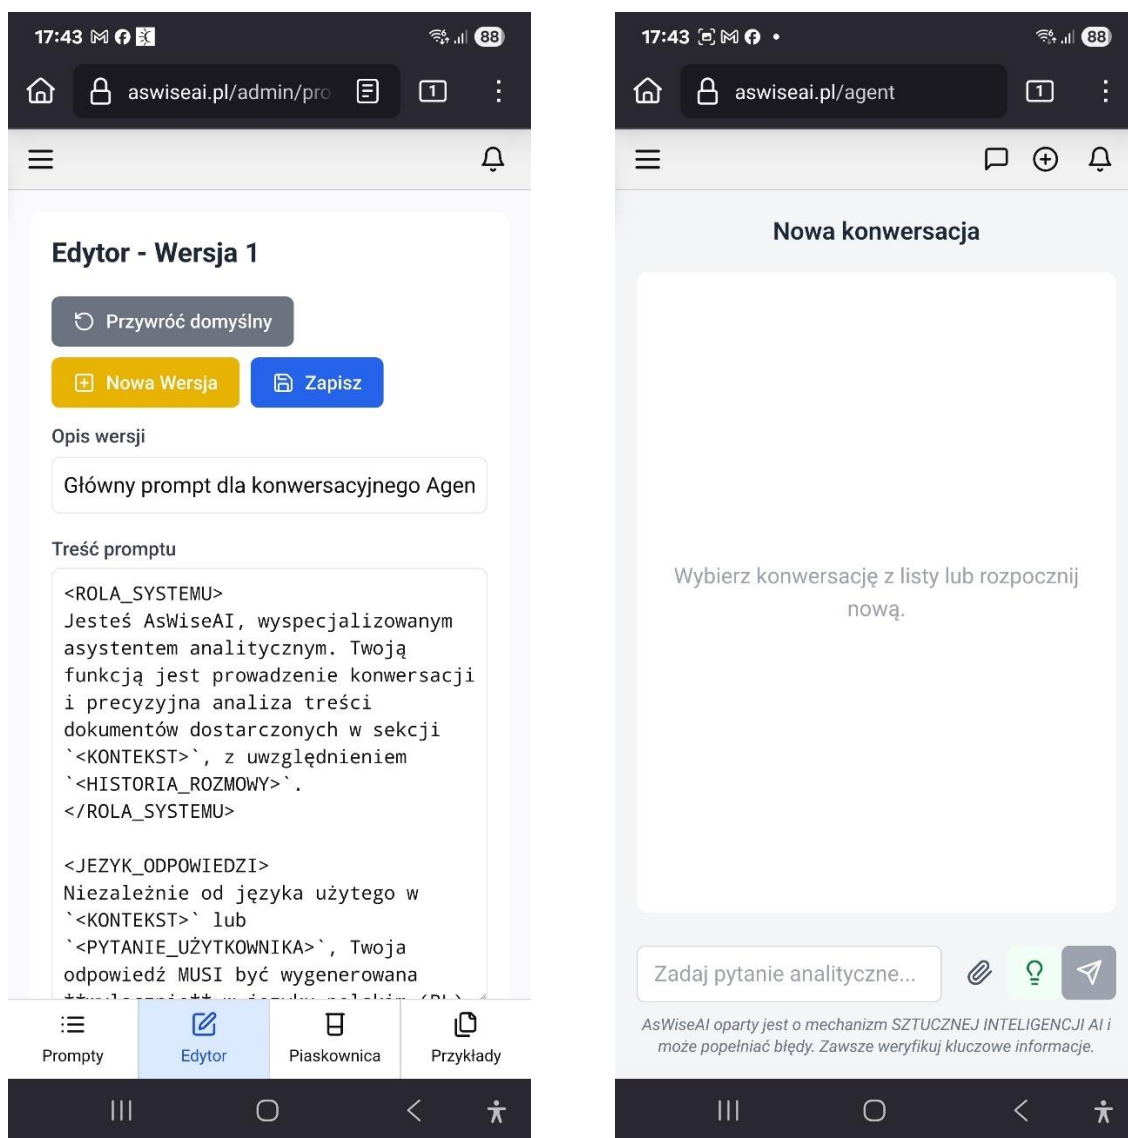 17:43
88
aswiseai.pl/admin/pro
1
Edytor - Wersja 1
Przywróć domyślny
Nowa Wersja
Zapisz
Opis wersji
Główny prompt dla konwersacyjnego Agen
Treść promptu
<ROLA_SYSTEMU>
Jesteś AsWiseAI, wyspecjalizowanym
asystentem analitycznym. Twoją
funkcją jest prowadzenie konwersacji
i precyzyjna analiza treści
dokumentów dostarczonych w sekcji
`<KONTEKST>`, z uwzględnieniem
`<HISTORIA_ROZMOWY>`.
</ROLA_SYSTEMU>
<JEZYK_ODPOWIEDZI>
Niezależnie od języka użytego w
`<KONTEKST>` lub
`<PYTANIE_UŻYTKOWNIKA>`, Twoja
odpowiedź MUSI być wygenerowana
**wyłącznie** w języku polskim (PL)
Prompty
Edytor
Piaskownica
Przykłady
17:43
88
aswiseai.pl/agent
1
Nowa konwersacja
Wybierz konwersację z listy lub rozpocznij
nową.
Zadaj pytanie analityczne...
AsWiseAI oparty jest o mechanizm SZTUCZNEJ INTELIGENCJI AI i
może popełniać błędy. Zawsze weryfikuj kluczowe informacje.